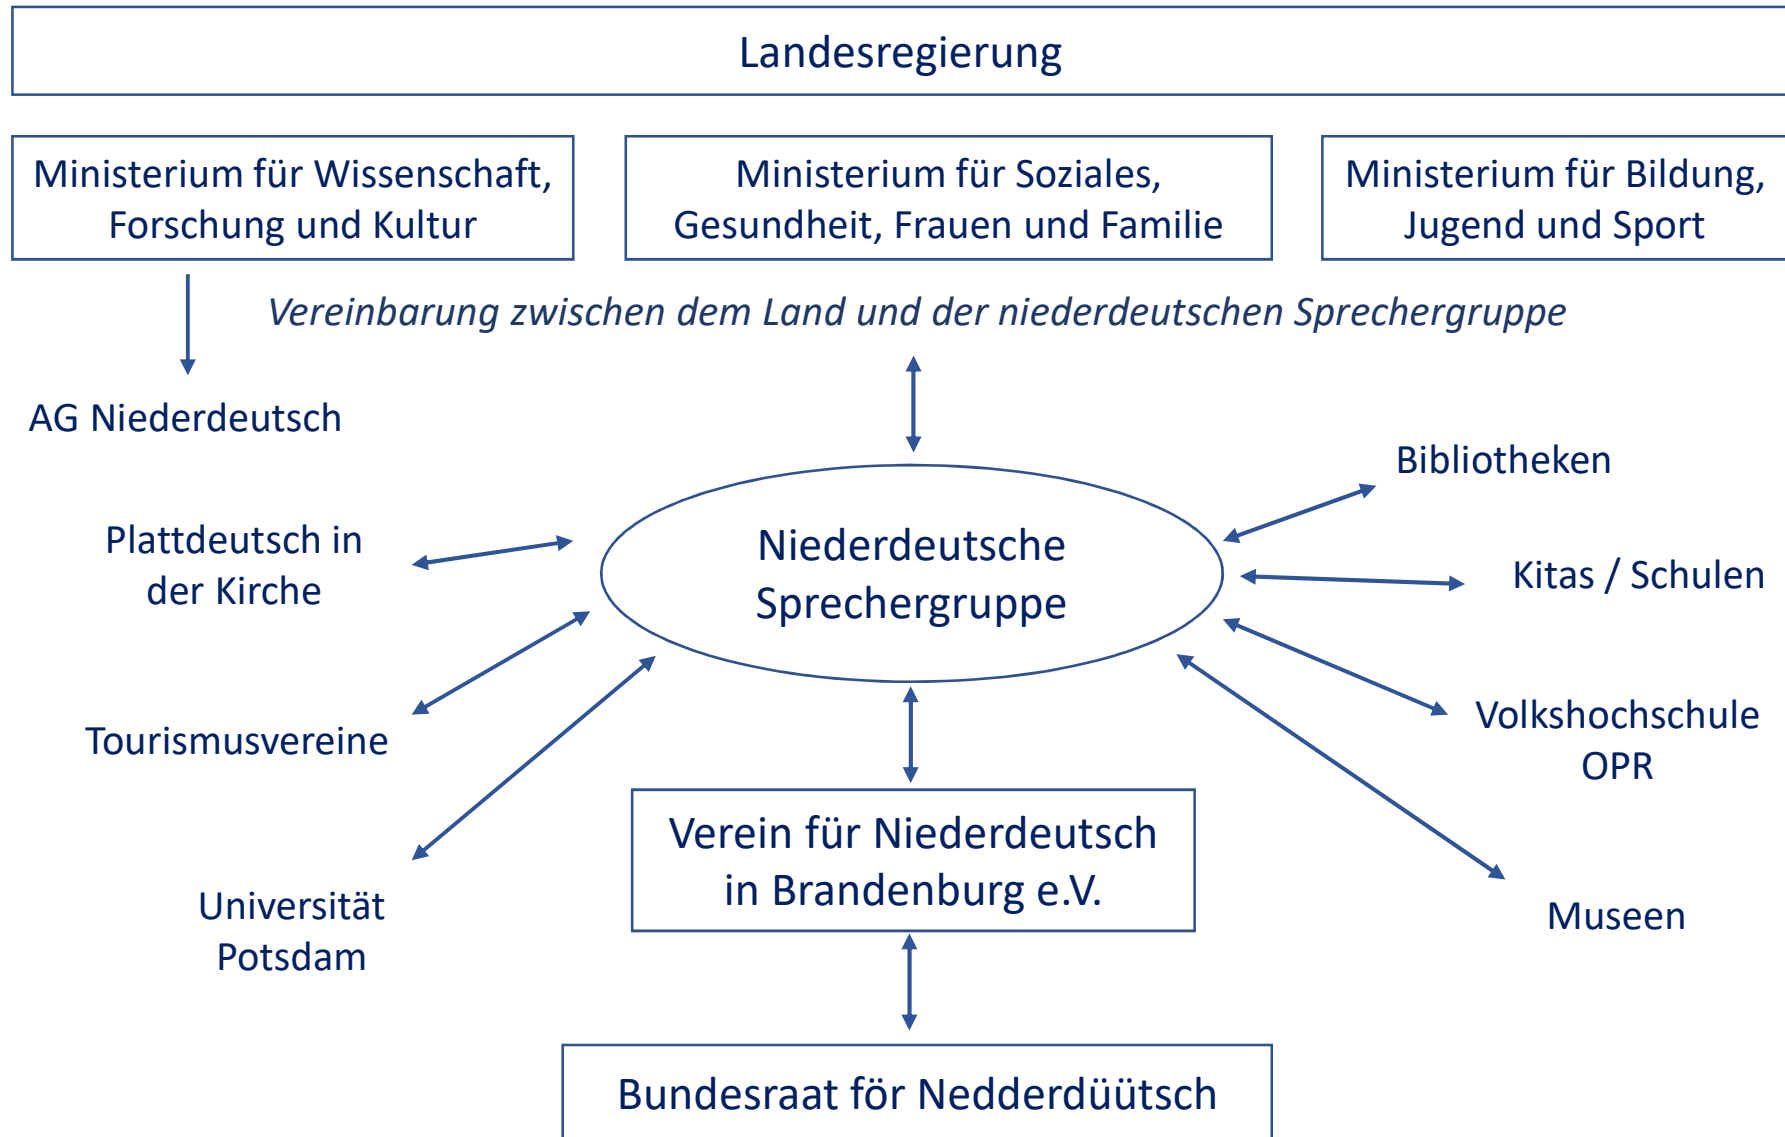 Landesregierung
Ministerium für Wissenschaft,
Forschung und Kultur
Ministerium für Soziales,
Gesundheit, Frauen und Familie
Ministerium für Bildung,
Jugend und Sport
Vereinbarung zwischen dem Land und der niederdeutschen Sprechergruppe
AG Niederdeutsch
Plattdeutsch in
der Kirche
Tourismusvereine
Universität
Potsdam
Niederdeutsche
Sprechergruppe
Bibliotheken
Kitas / Schulen
Volkshochschule
OPR
Museen
Verein für Niederdeutsch
in Brandenburg e.V.
Bundesraat för Nedderdüütsch